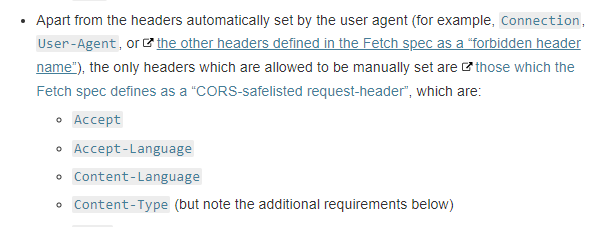 Apart from the headers automatically set by the user agent (for example, Connection,
User-Agent, or the other headers defined in the Fetch spec as a “forbidden header
name”), the only headers which are allowed to be manually set are those which the
Fetch spec defines as a “CORS-safelisted request-header”, which are:
Accept
Accept-Language
Content-Language
Content-Type (but note the additional requirements below)